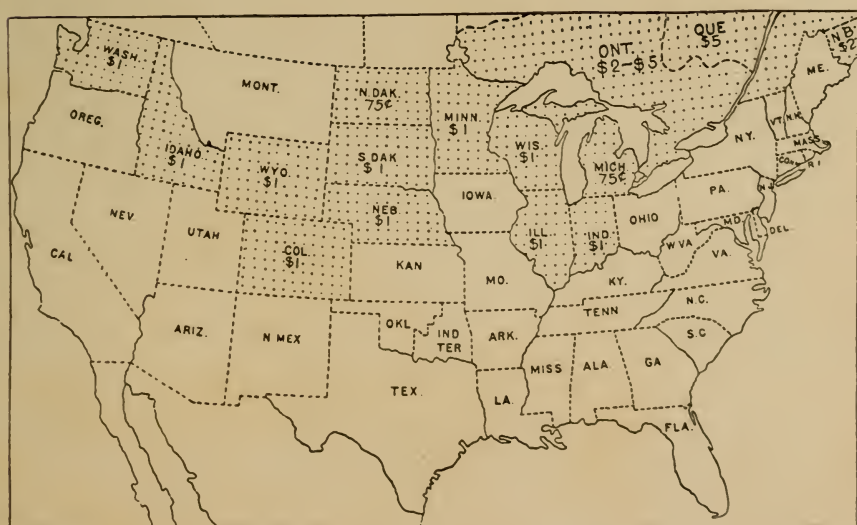 WASH.
$1
MONT.
N.DAK.
75¢
MINN.
$1
ONT.
$2–$5
QUE
$5
N.B.
$2
ME.
OREG.
IDAHO.
$1
WYO.
$1
S.DAK
$1
WIS.
$1
MICH
75¢
N.Y.
VT.
N.H.
MASS
CONN
R I
NEV.
UTAH
COL.
$1
NEB.
$1
IOWA.
ILL
$1
IND.
$1
OHIO
PA.
N.J.
MD.
DEL.
CAL
KAN
MO.
KY.
W VA
VA.
ARIZ.
N MEX
OKL
IND
TER
ARK.
TENN
N.C.
S.C
TEX.
LA.
MISS
ALA.
GA
FLA.